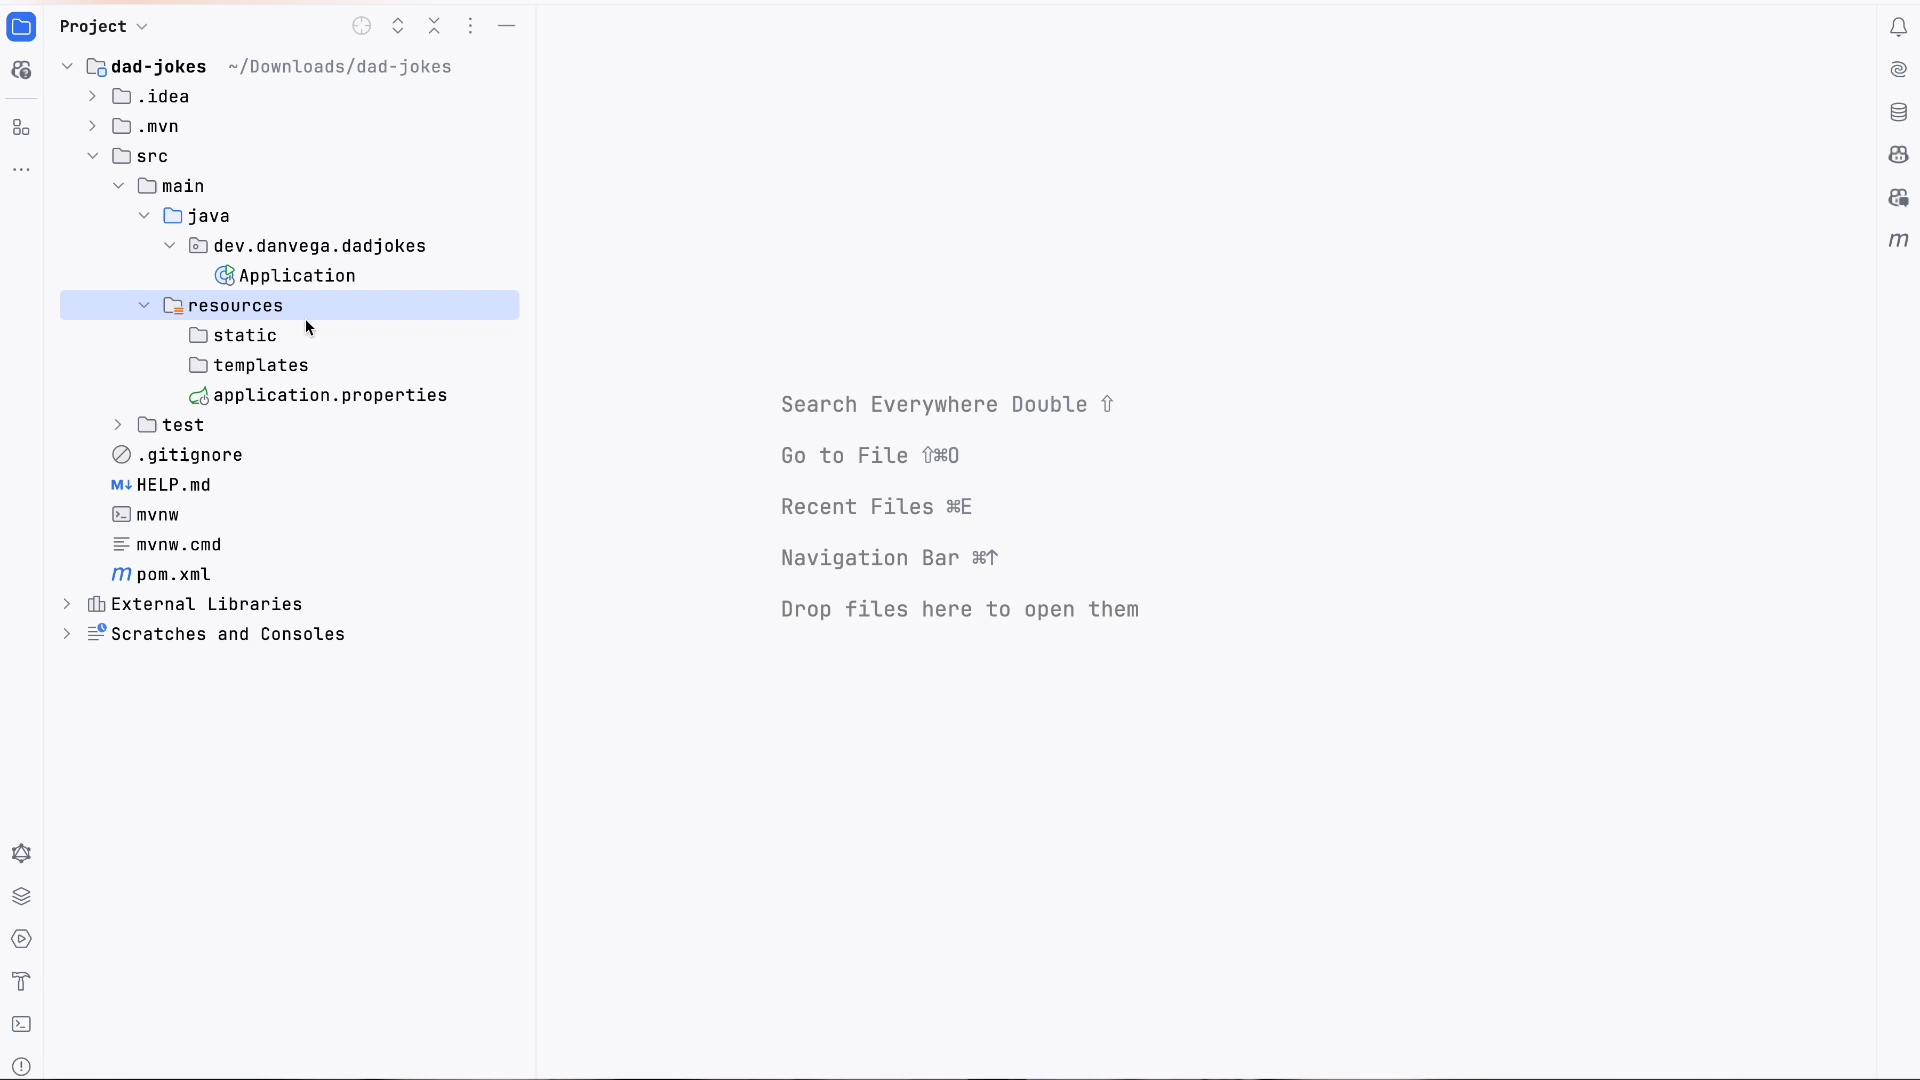 Project
dad-jokes ~/Downloads/dad-jokes
.idea
.mvn
src
main
java
dev.danvega.dadjokes
Application
resources
static
templates
application.properties
test
.gitignore
M↓ HELP.md
mvnw
mvnw.cmd
m pom.xml
External Libraries
Scratches and Consoles
Search Everywhere Double ⇧
Go to File ⇧⌘O
Recent Files ⌘E
Navigation Bar ⌘↑
Drop files here to open them
m